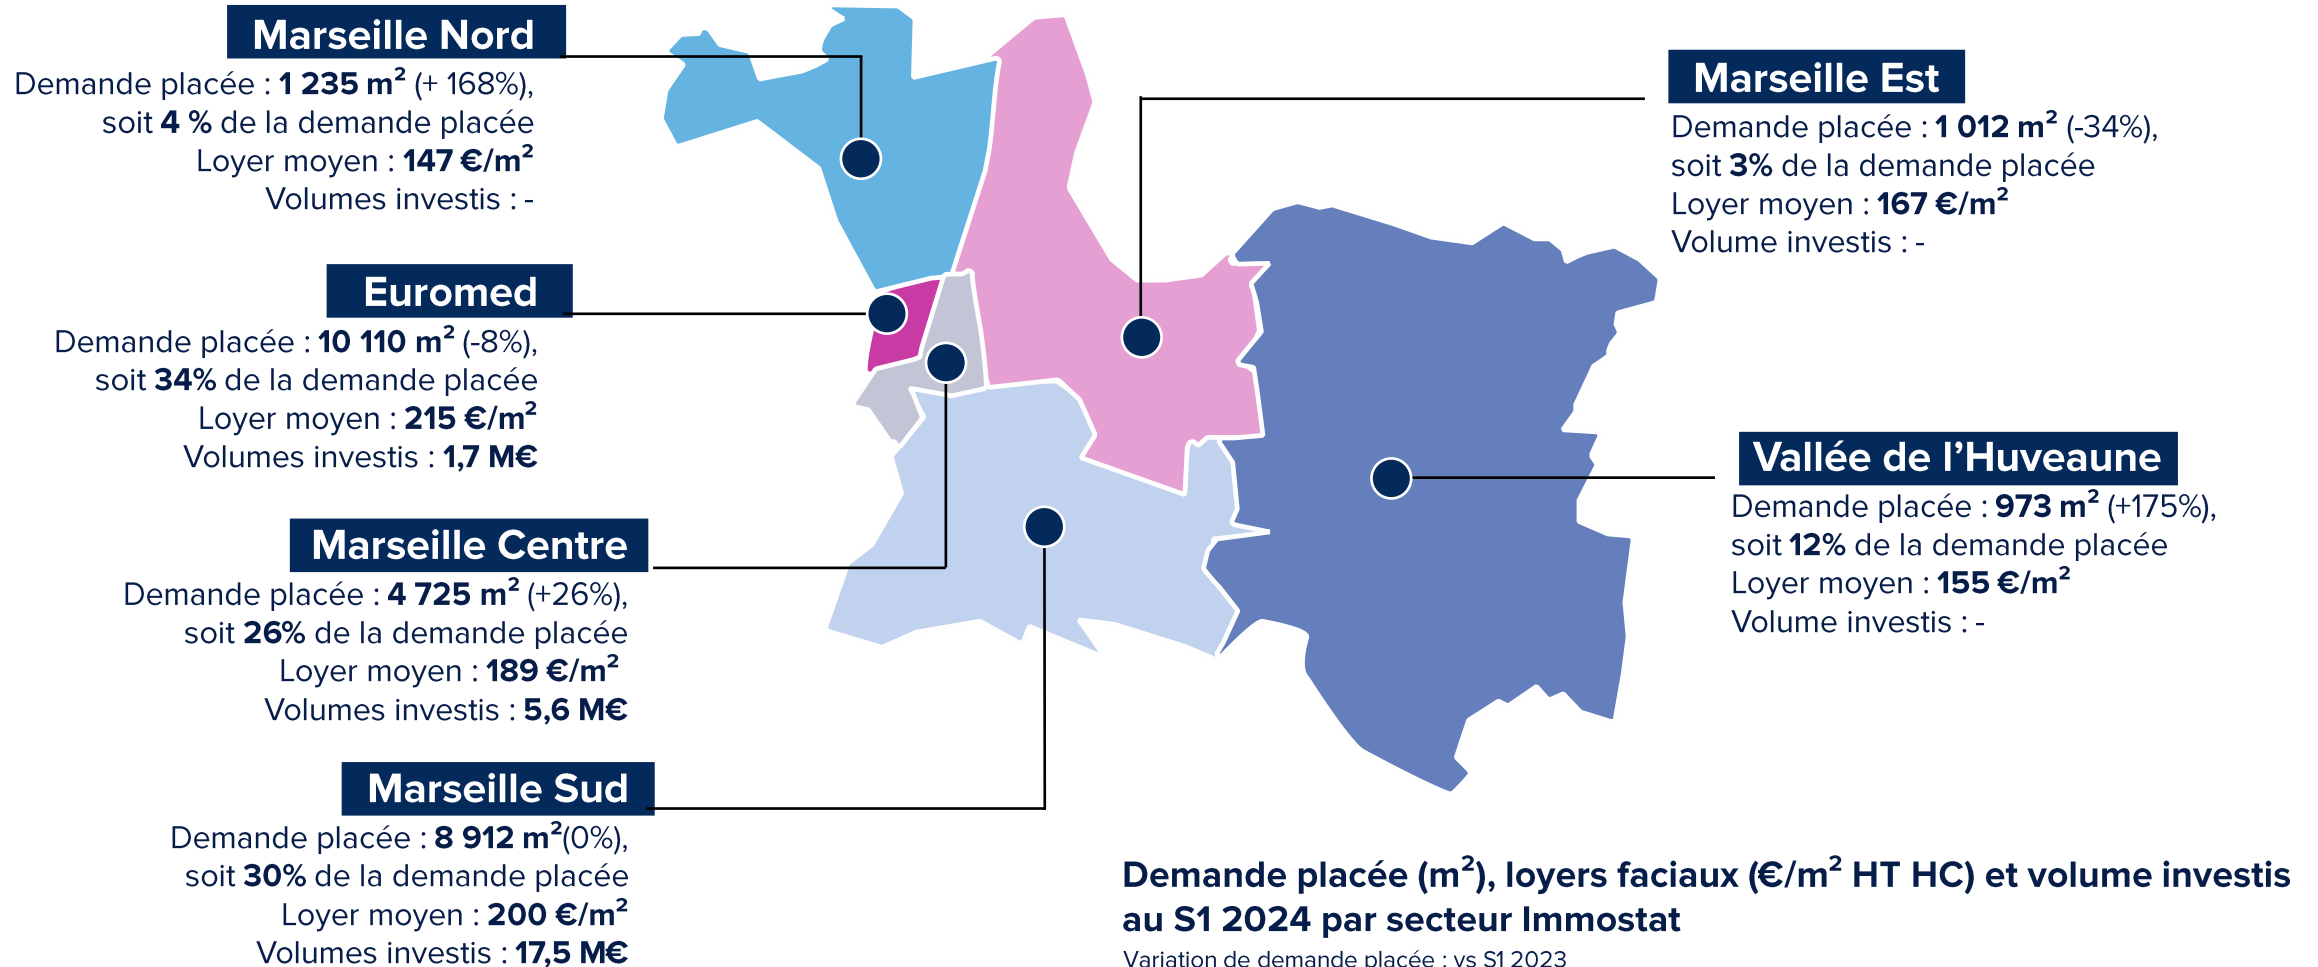 Marseille Nord
Demande placée : 1 235 m² (+ 168%),
soit 4 % de la demande placée
Loyer moyen : 147 €/m²
Volumes investis : -
Euromed
Demande placée : 10 110 m² (-8%),
soit 34% de la demande placée
Loyer moyen : 215 €/m²
Volumes investis : 1,7 M€
Marseille Centre
Demande placée : 4 725 m² (+26%),
soit 26% de la demande placée
Loyer moyen : 189 €/m²
Volumes investis : 5,6 M€
Marseille Sud
Demande placée : 8 912 m²(0%),
soit 30% de la demande placée
Loyer moyen : 200 €/m²
Volumes investis : 17,5 M€
Marseille Est
Demande placée : 1 012 m² (-34%),
soit 3% de la demande placée
Loyer moyen : 167 €/m²
Volume investis : -
Vallée de l’Huveaune
Demande placée : 973 m² (+175%),
soit 12% de la demande placée
Loyer moyen : 155 €/m²
Volume investis : -
Demande placée (m²), loyers faciaux (€/m² HT HC) et volume investis
au S1 2024 par secteur Immostat
Variation de demande placée : vs S1 2023